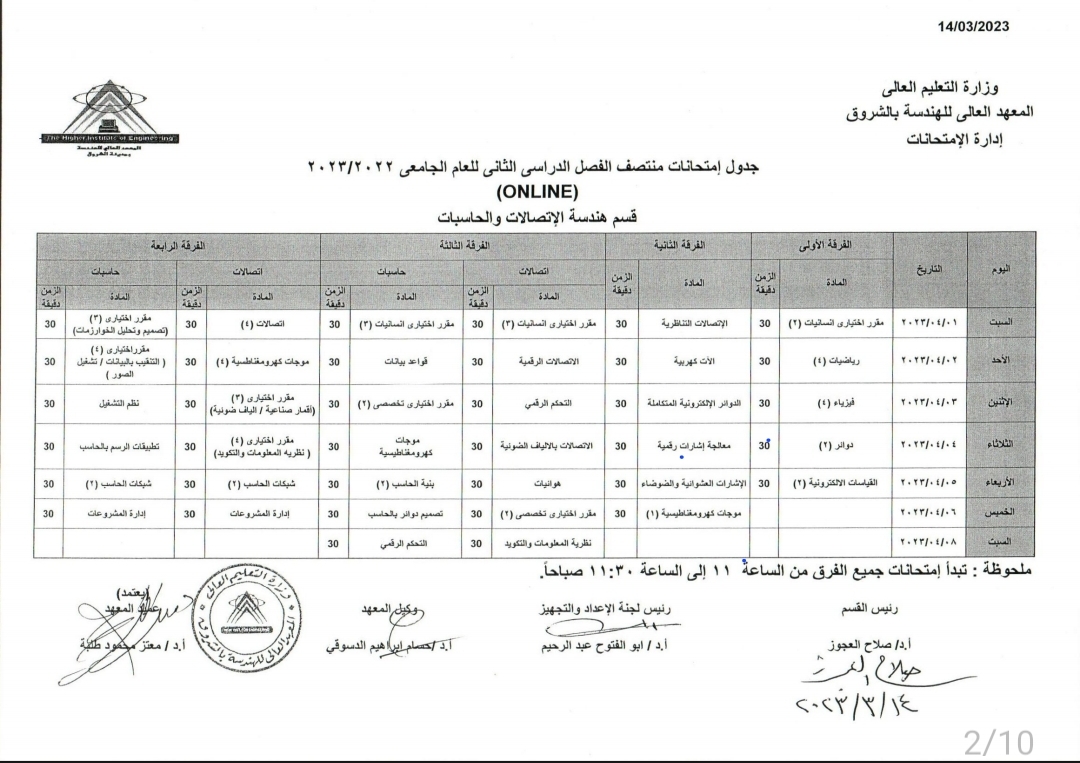 14/03/2023
وزارة التعليم العالى
المعهد العالى للهندسة بالشروق
إدارة الإمتحانات
The Higher Institute of Engineering
المعهد العالى للهندسة
بمدينة الشروق
جدول إمتحانات منتصف الفصل الدراسى الثانى للعام الجامعى ٢٠٢٣/٢٠٢٢
(ONLINE)
قسم هندسة الإتصالات والحاسبات
اليوم التاريخ الفرقة الأولى الفرقة الثانية الفرقة الثالثة الفرقة الرابعة
اتصالات حاسبات اتصالات حاسبات
المادة الزمن دقيقة المادة الزمن دقيقة المادة الزمن دقيقة المادة الزمن دقيقة المادة الزمن دقيقة المادة الزمن دقيقة
السبت ٢٠٢٣/٠٤/٠١ مقرر اختيارى انسانيات (٢) 30 الإتصالات التناظرية 30 مقرر اختيارى انسانيات (٣) 30 مقرر اختيارى انسانيات (٣) 30 اتصالات (٤) 30 مقرر اختيارى (٣) (تصميم وتحليل الخوارزمات) 30
الأحد ٢٠٢٣/٠٤/٠٢ رياضيات (٤) 30 الآت كهربية 30 الاتصالات الرقمية 30 قواعد بيانات 30 موجات كهرومغناطسية (٤) 30 مقرراختيارى (٤) ( التنقيب بالبيانات / تشغيل الصور ) 30
الإثنين ٢٠٢٣/٠٤/٠٣ فيزياء (٤) 30 الدوائر الإلكترونية المتكاملة 30 التحكم الرقمي 30 مقرر اختيارى تخصصى (٢) 30 مقرر اختيارى (٣) (أقمار صناعية / الياف ضوئية) 30 نظم التشغيل 30
الثلاثاء ٢٠٢٣/٠٤/٠٤ دوائر (٢) 30 معالجة إشارات رقمية 30 الاتصالات بالالياف الضوئية 30 موجات كهرومغناطيسية 30 مقرر اختيارى (٤) ( نظريه المعلومات والتكويد) 30 تطبيقات الرسم بالحاسب 30
الأربعاء ٢٠٢٣/٠٤/٠٥ القياسات الالكترونية (٢) 30 الإشارات العشوائية والضوضاء 30 هوائيات 30 بنية الحاسب (٢) 30 شبكات الحاسب (٢) 30 شبكات الحاسب (٢) 30
الخميس ٢٠٢٣/٠٤/٠٦ موجات كهرومغناطيسية (١) 30 مقرر اختيارى تخصصى (٢) 30 تصميم دوائر بالحاسب 30 إدارة المشروعات 30 إدارة المشروعات 30
السبت ٢٠٢٣/٠٤/٠٨ نظرية المعلومات والتكويد 30 التحكم الرقمي 30
ملحوظة : تبدأ إمتحانات جميع الفرق من الساعة ١١ إلى الساعة ١١:٣٠ صباحاً.
رئيس القسم رئيس لجنة الإعداد والتجهيز وكيل المعهد (يعتمد) عميد المعهد
أ.د/ صلاح العجوز أ.د / ابو الفتوح عبد الرحيم أ.د /حسام إبراهيم الدسوقي أ.د / معتز محمود طلبة
وزارة التعليم العالى
المعهد العالى للهندسة بالشروق
٢٠٢٣/٣/١٤
2/10